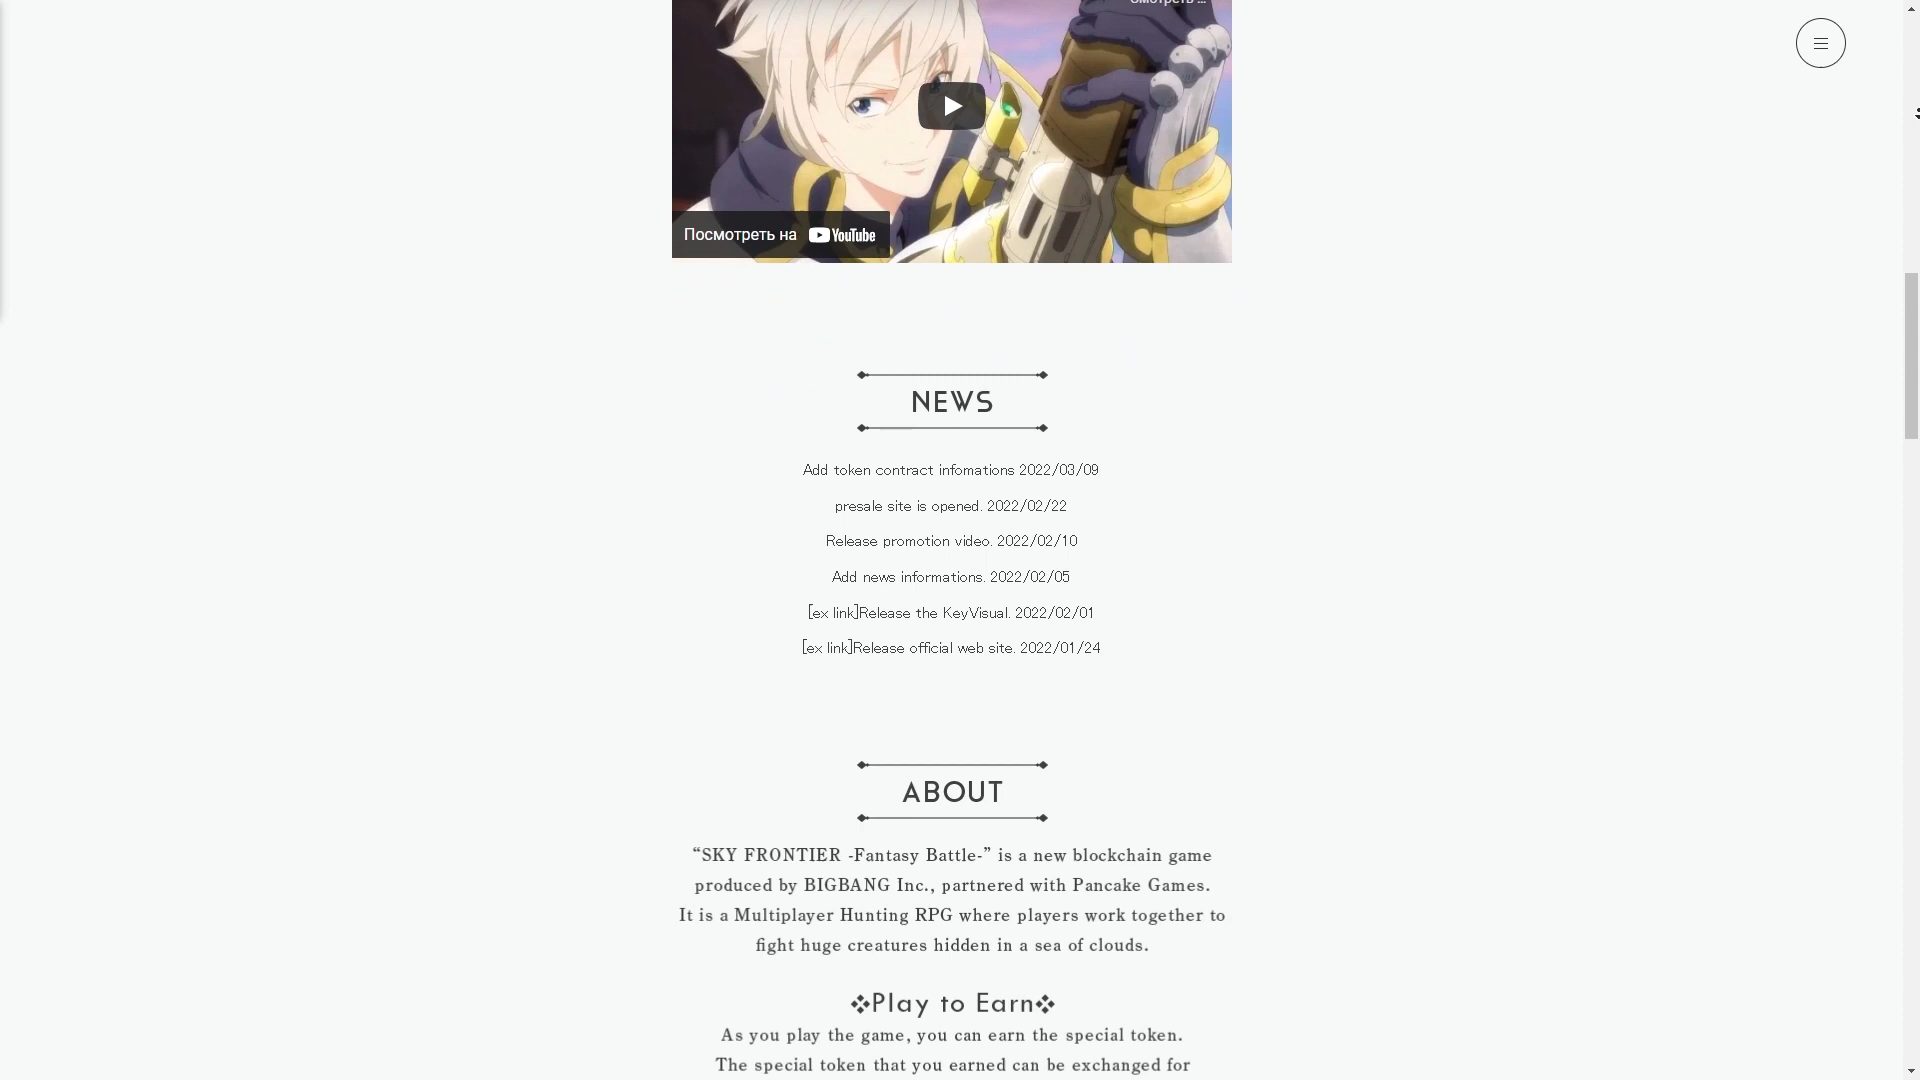 Посмотреть на YouTube
NEWS
Add token contract infomations 2022/03/09
presale site is opened. 2022/02/22
Release promotion video. 2022/02/10
Add news informations. 2022/02/05
[ex link]Release the KeyVisual. 2022/02/01
[ex link]Release official web site. 2022/01/24
ABOUT
“SKY FRONTIER -Fantasy Battle-” is a new blockchain game
produced by BIGBANG Inc., partnered with Pancake Games.
It is a Multiplayer Hunting RPG where players work together to
fight huge creatures hidden in a sea of clouds.
❖Play to Earn❖
As you play the game, you can earn the special token.
The special token that you earned can be exchanged for